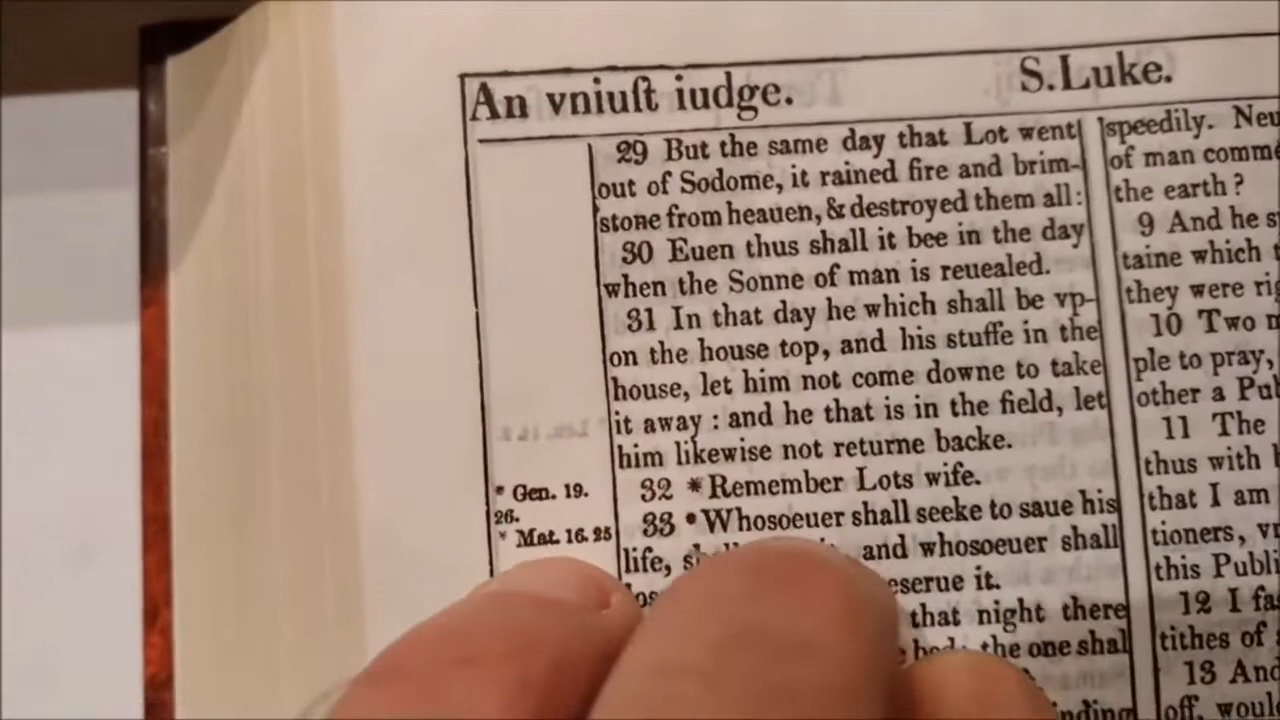 An vniuſt iudge.
S.Luke.
29 But the same day that Lot went
out of Sodome, it rained fire and brim-
stone from heauen, & destroyed them all:
30 Euen thus shall it bee in the day
when the Sonne of man is reuealed.
31 In that day he which shall be vp-
on the house top, and his stuffe in the
house, let him not come downe to take
it away : and he that is in the field, let
him likewise not returne backe.
* Gen. 19.
26.
32 *Remember Lots wife.
* Mat. 16. 25
33 *Whosoeuer shall seeke to saue his
life, and whosoeuer shall
it.
that night there
the one shal
speedily.
of man
the earth?
9 And he
taine which
they were
10 Two
ple to pray,
other a
11 The
thus with
that I am
tioners,
this
12 I
tithes of
13 And
off, would